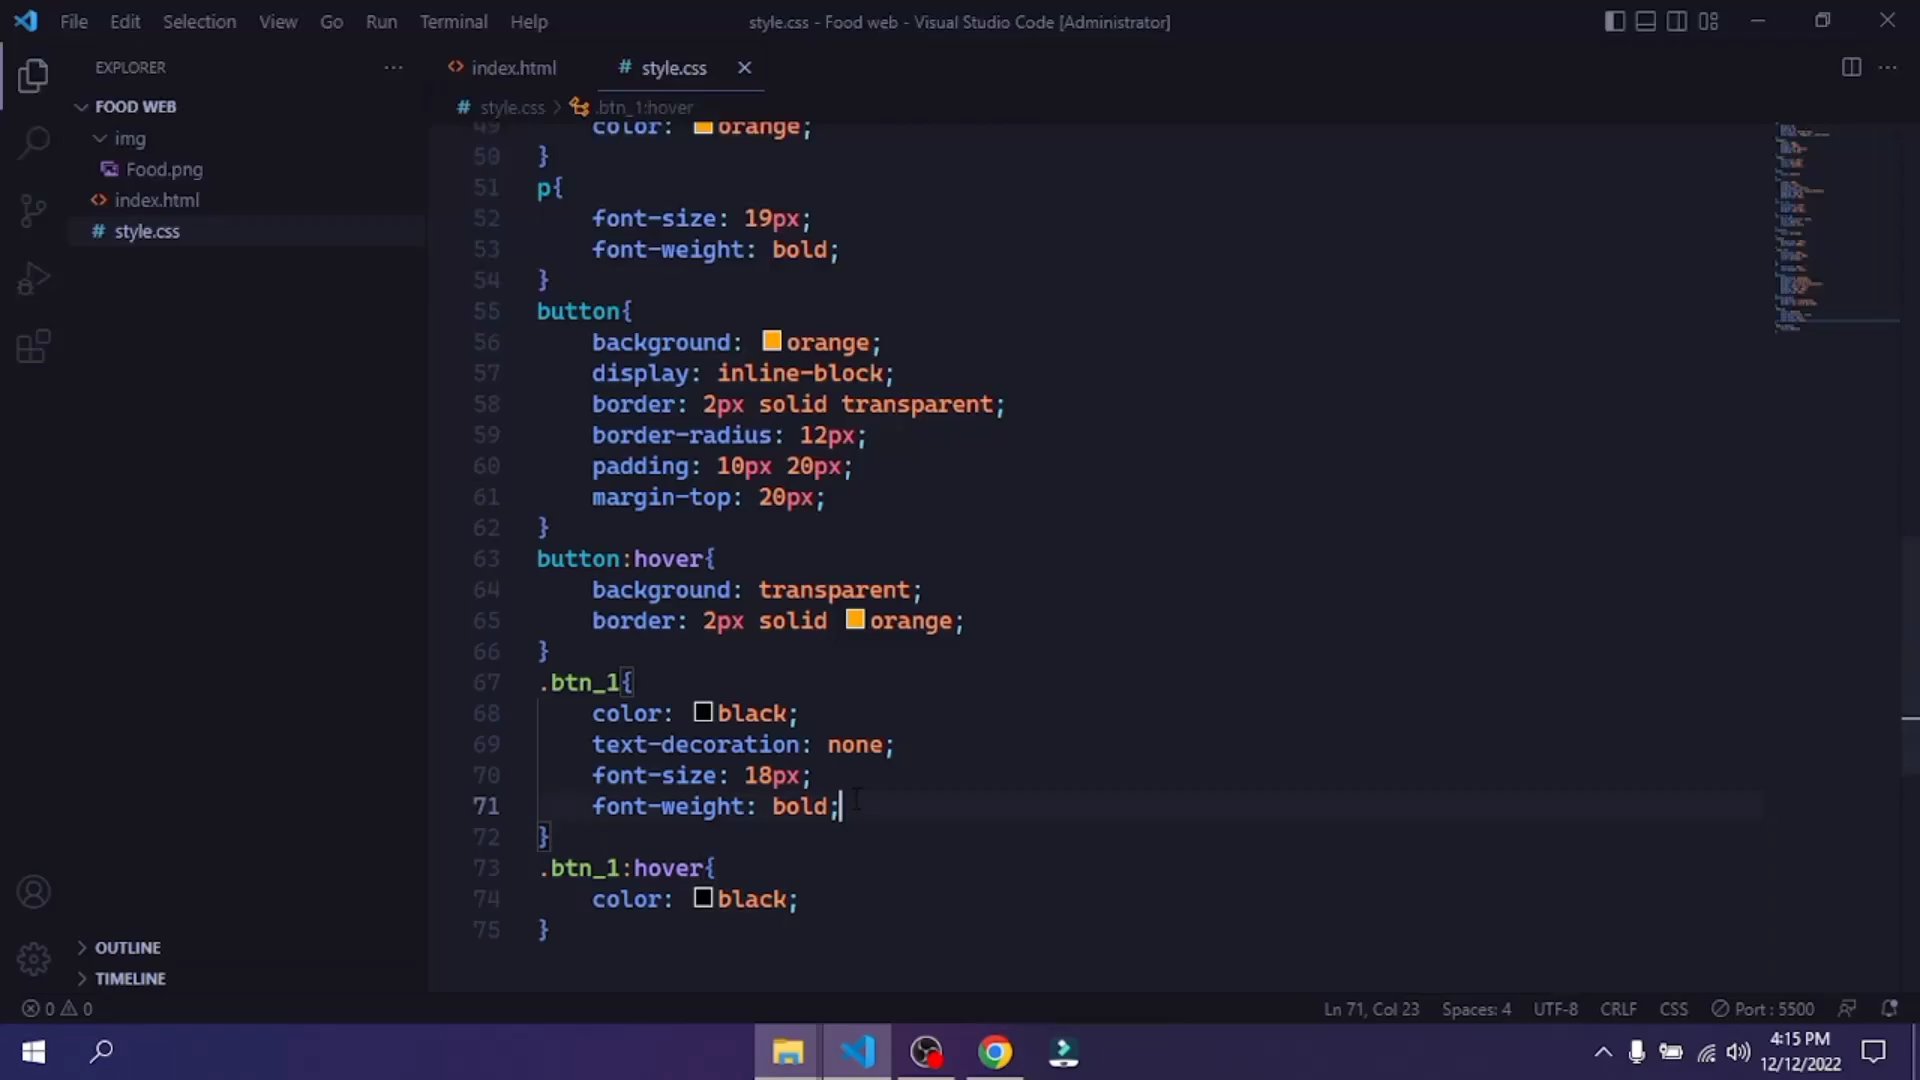 File Edit Selection View Go Run Terminal Help
style.css - Food web - Visual Studio Code [Administrator]
EXPLORER
index.html
# style.css
FOOD WEB
# style.css > .btn_1:hover
img
Food.png
index.html
# style.css
49 color: orange;
50 }
51 p{
52 font-size: 19px;
53 font-weight: bold;
54 }
55 button{
56 background: orange;
57 display: inline-block;
58 border: 2px solid transparent;
59 border-radius: 12px;
60 padding: 10px 20px;
61 margin-top: 20px;
62 }
63 button:hover{
64 background: transparent;
65 border: 2px solid orange;
66 }
67 .btn_1{
68 color: black;
69 text-decoration: none;
70 font-size: 18px;
71 font-weight: bold;
72 }
73 .btn_1:hover{
74 color: black;
75 }
OUTLINE
TIMELINE
0 0
Ln 71, Col 23 Spaces: 4 UTF-8 CRLF CSS Port : 5500
4:15 PM
12/12/2022